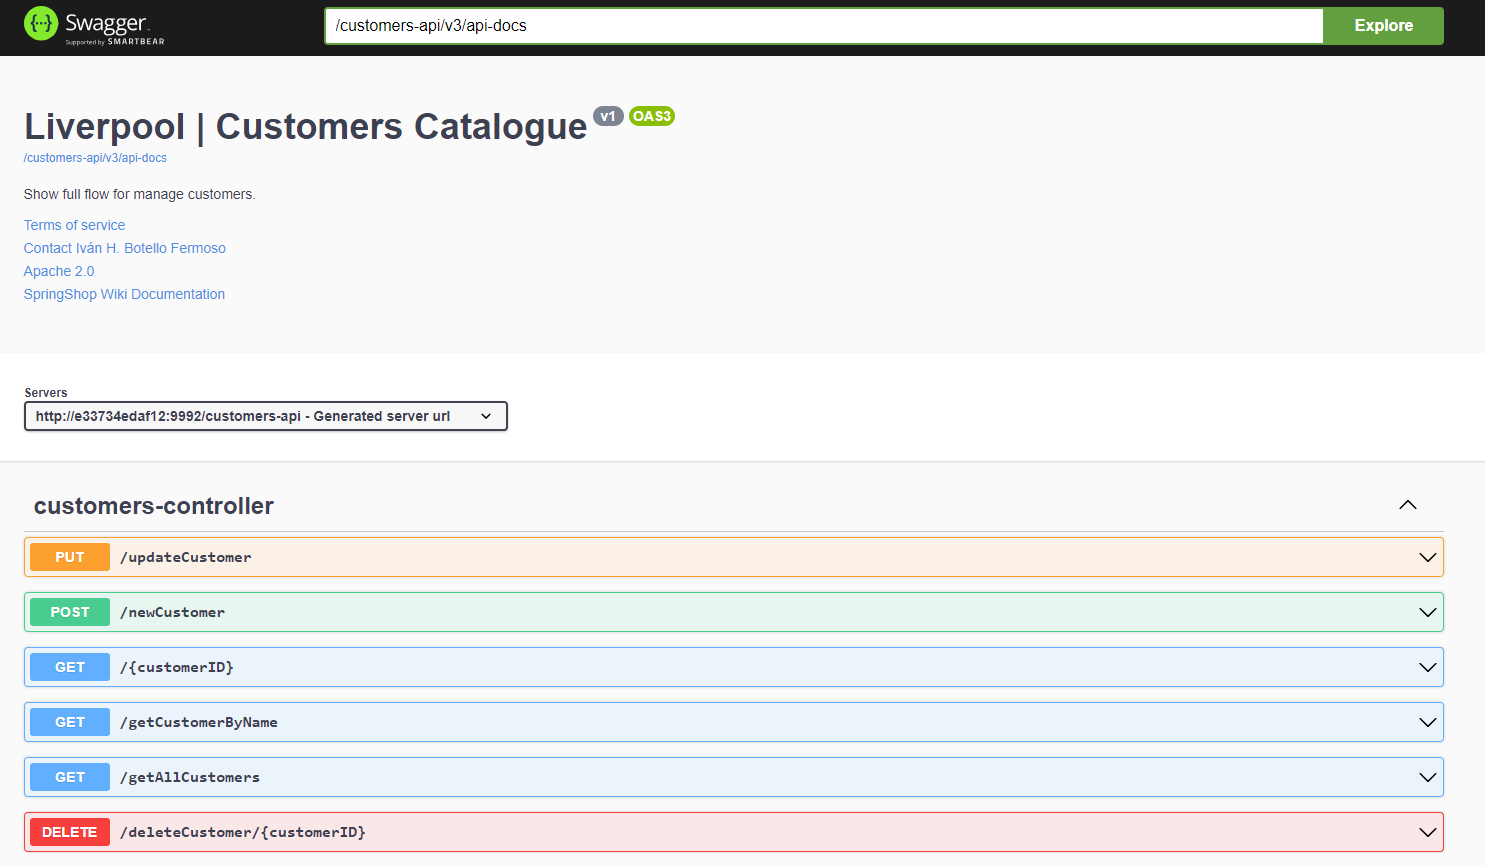 Swagger
Supported by SMARTBEAR
/customers-api/v3/api-docs
Explore
Liverpool | Customers Catalogue v1 OAS3
/customers-api/v3/api-docs
Show full flow for manage customers.
Terms of service
Contact Iván H. Botello Fermoso
Apache 2.0
SpringShop Wiki Documentation
Servers
http://e33734edaf12:9992/customers-api - Generated server url
customers-controller
PUT /updateCustomer
POST /newCustomer
GET /{customerID}
GET /getCustomerByName
GET /getAllCustomers
DELETE /deleteCustomer/{customerID}